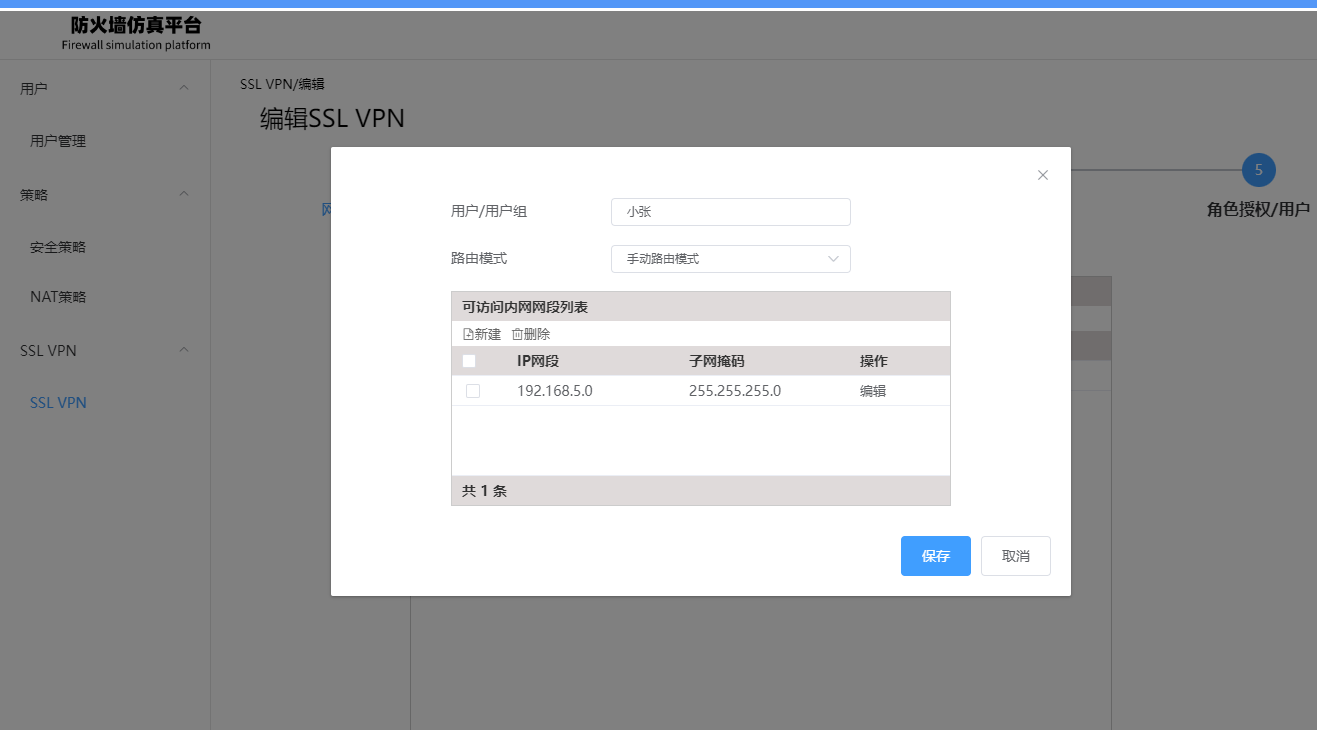 防火墙仿真平台
Firewall simulation platform
用户
用户管理
策略
安全策略
NAT策略
SSL VPN
SSL VPN
SSL VPN/编辑
编辑SSL VPN
网
5
角色授权/用户
用户/用户组 小张
路由模式 手动路由模式
可访问内网网段列表
新建 删除
IP网段 子网掩码 操作
192.168.5.0 255.255.255.0 编辑
共 1 条
保存 取消